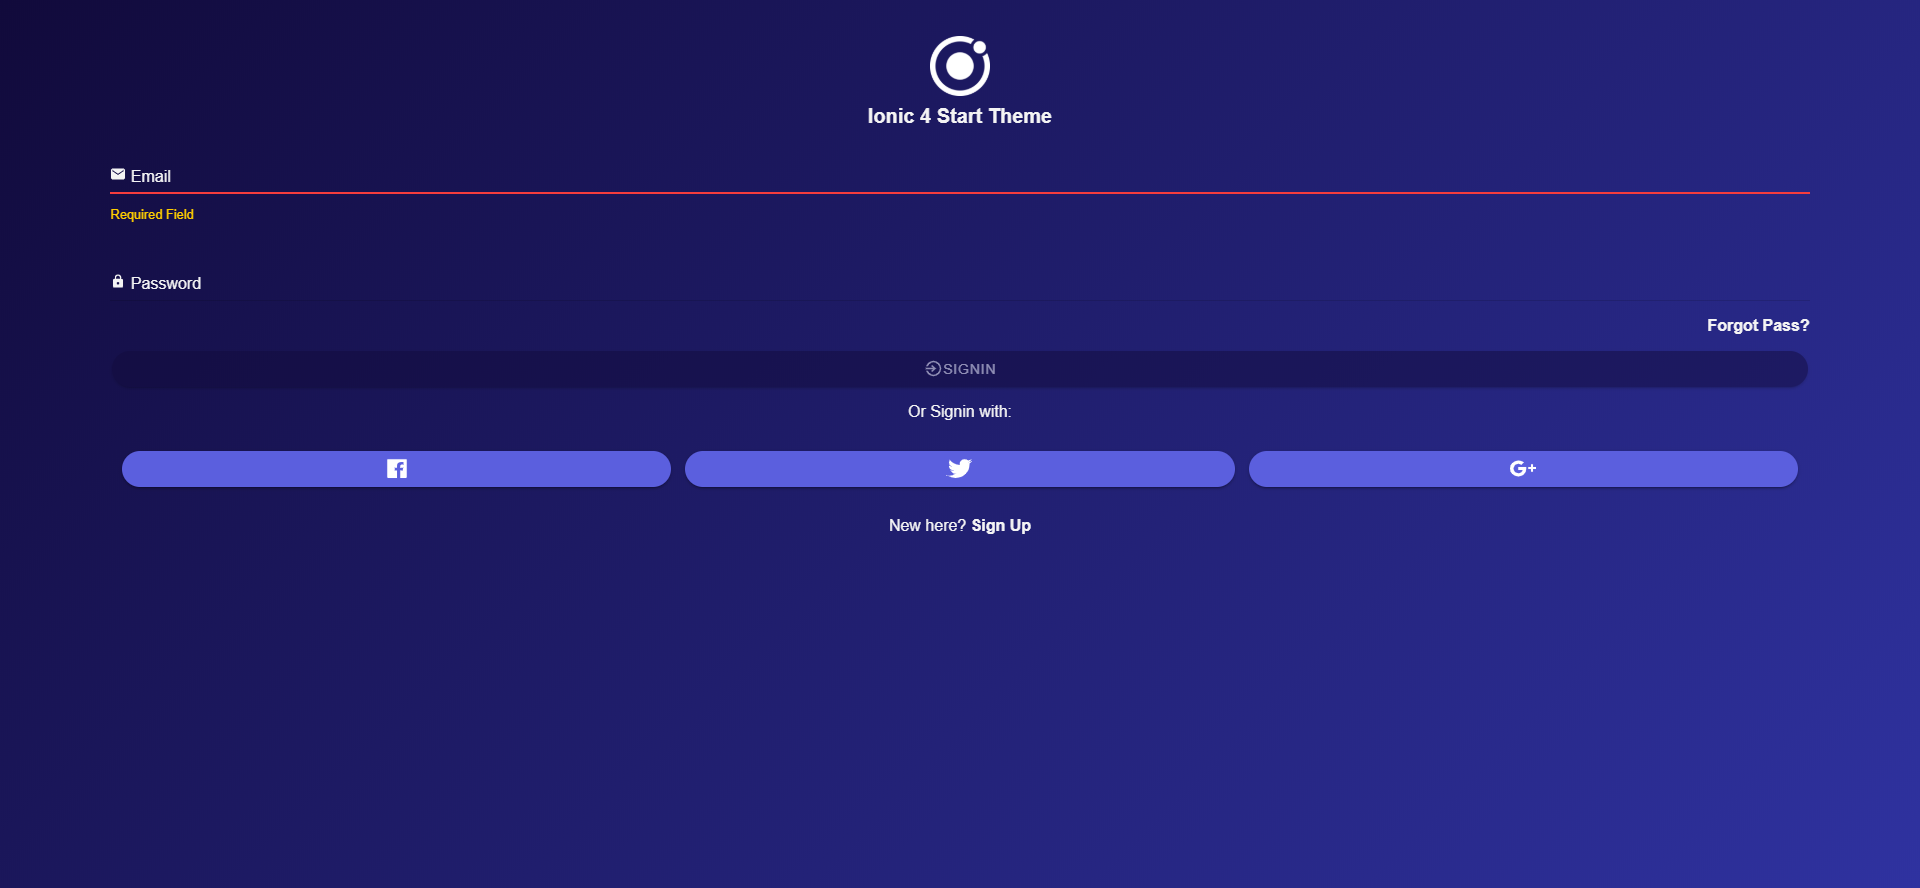 Ionic 4 Start Theme
Email
Required Field
Password
Forgot Pass?
SIGNIN
Or Signin with:
G+
New here? Sign Up